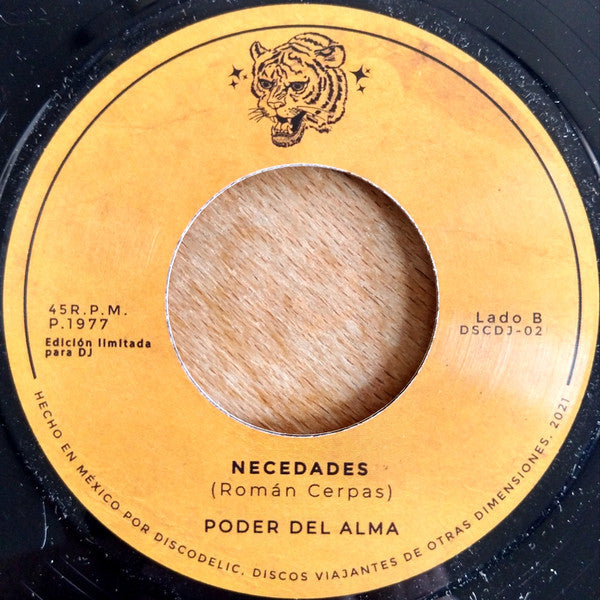 45R.P.M.
P.1977
Edición limitada
para DJ
Lado B
DSCDJ-02
NECEDADES
(Román Cerpas)
PODER DEL ALMA
HECHO EN MÉXICO POR DISCODELIC, DISCOS VIAJANTES DE OTRAS DIMENSIONES. 2021